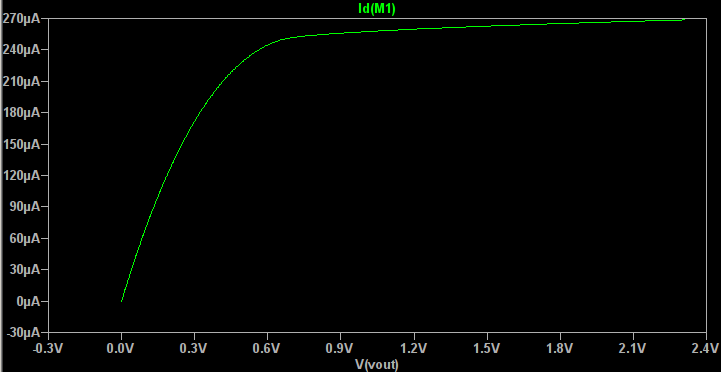 Id(M1)
270µA
240µA
210µA
180µA
150µA
120µA
90µA
60µA
30µA
0µA
-30µA
-0.3V 0.0V 0.3V 0.6V 0.9V 1.2V 1.5V 1.8V 2.1V 2.4V
V(vout)